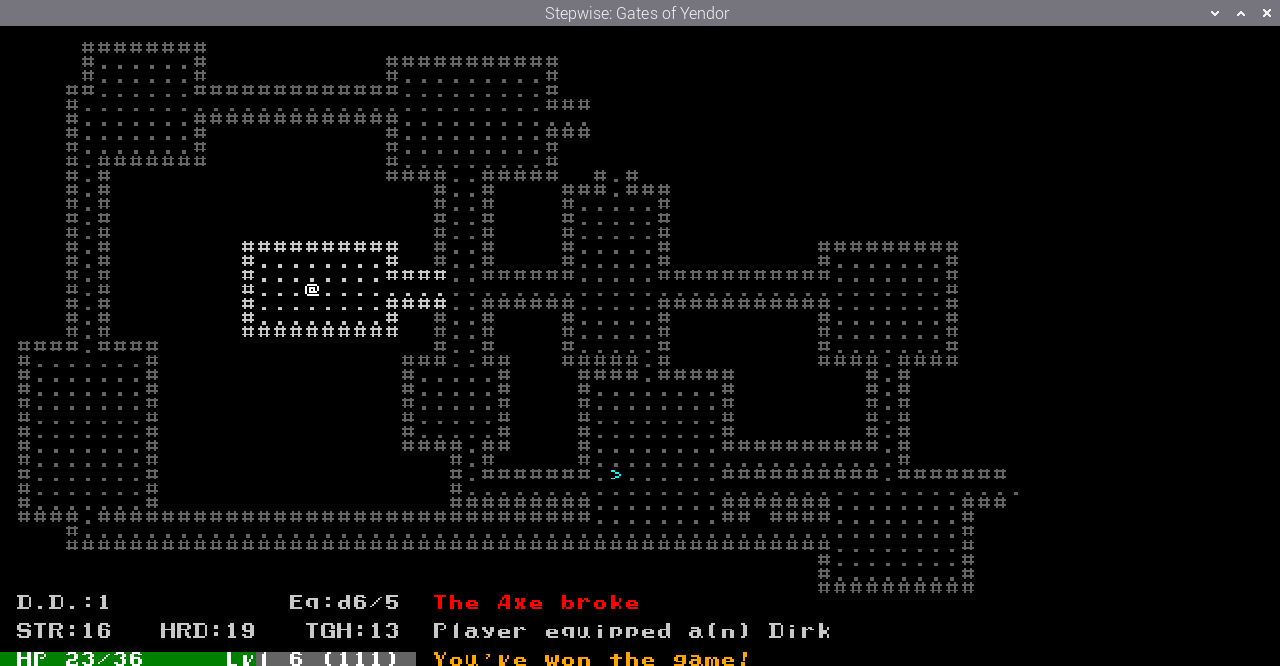 Stepwise: Gates of Yendor
D.D.:1 Eq:d6/5 The Axe broke
STR:16 HRD:19 TGH:13 Player equipped a(n) Dirk
HP 23/36 Lvl 6 (111) You've won the game!